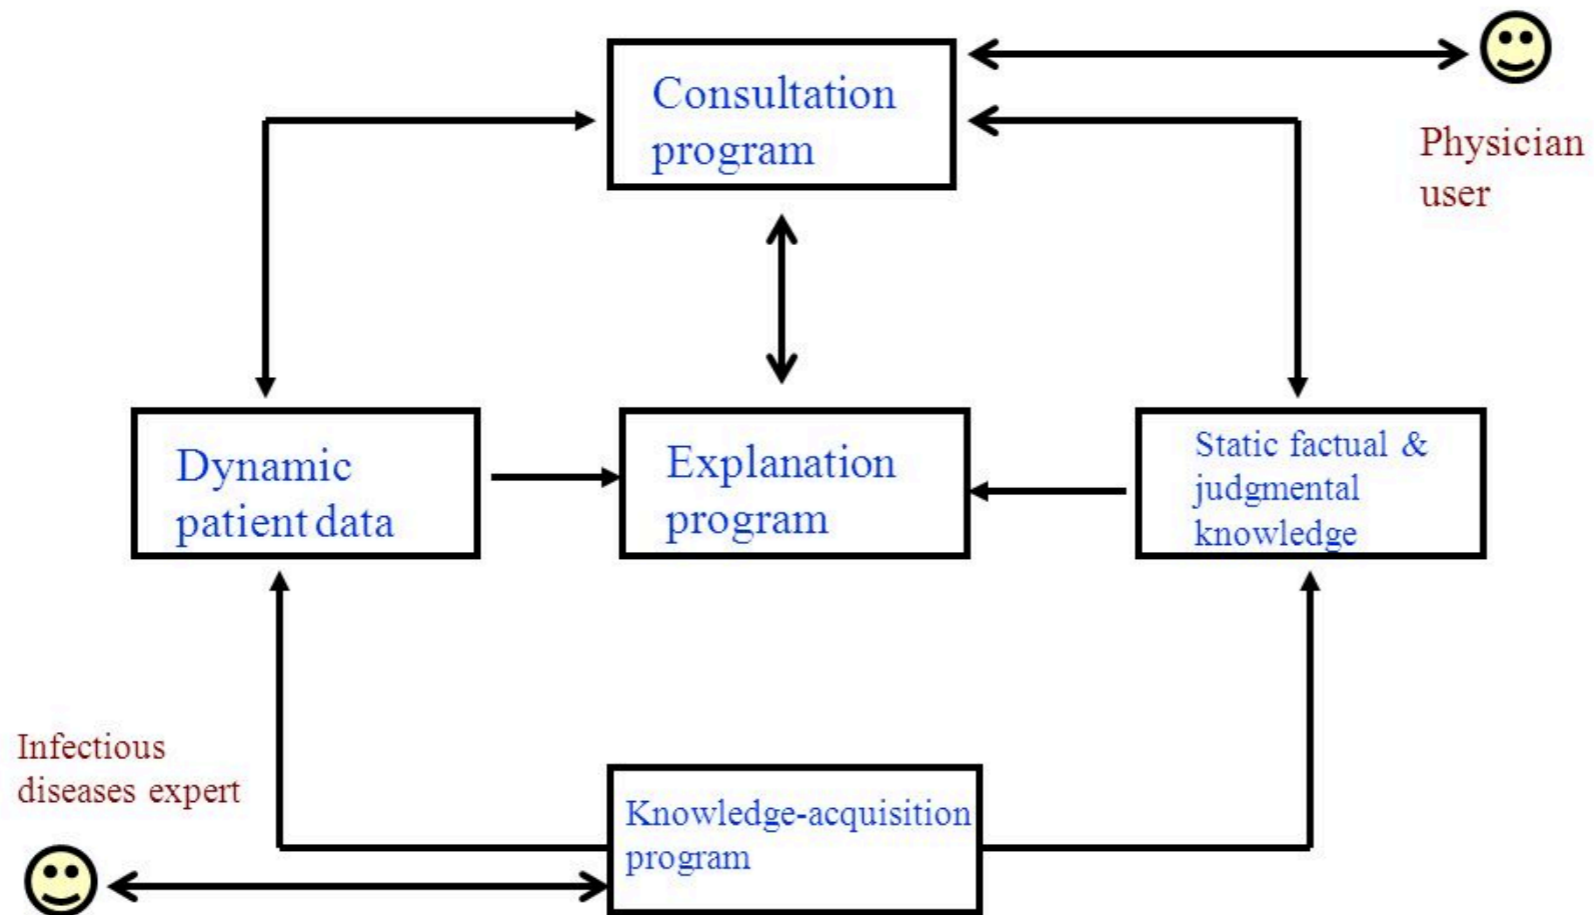 Consultation
program
Physician
user
Dynamic
patient data
Explanation
program
Static factual &
judgmental
knowledge
Infectious
diseases expert
Knowledge-acquisition
program